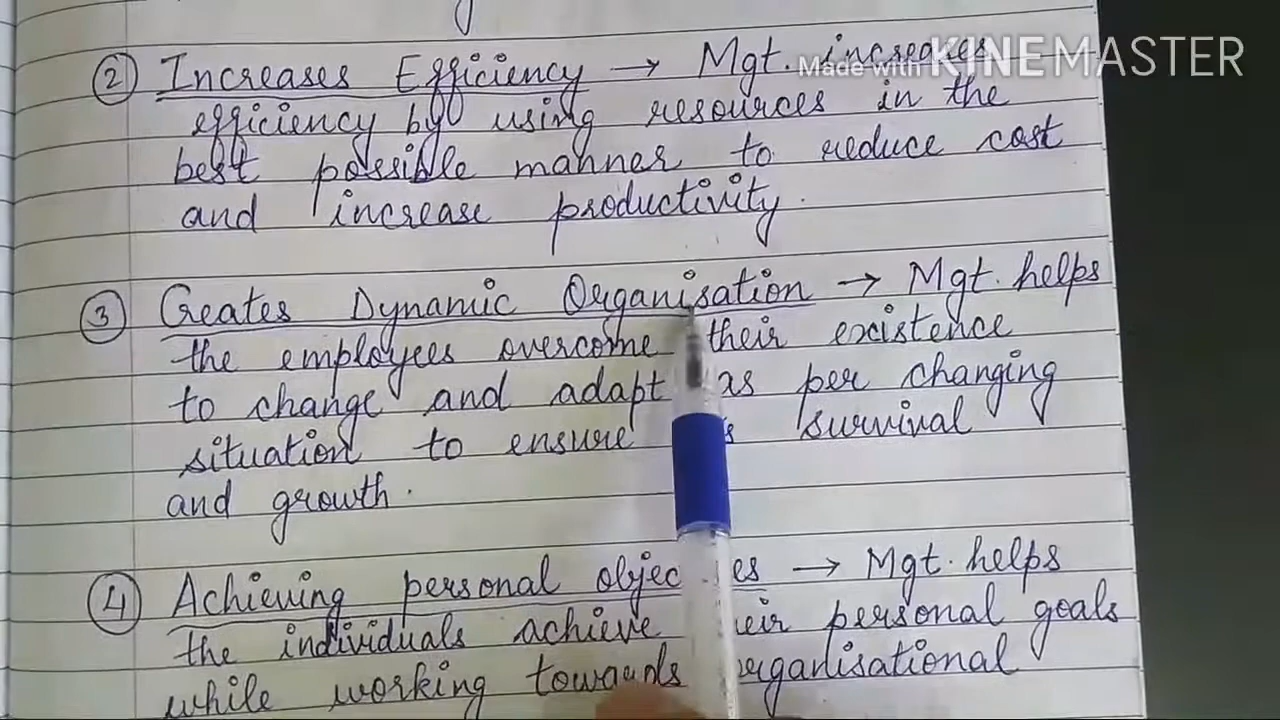 ② Increases Efficiency → Mgt. increases
Made with KINEMASTER
efficiency by using resources in the
best possible manner to reduce cost
and increase productivity.
③ Creates Dynamic Organisation → Mgt. helps
the employees overcome their existence
to change and adapt as per changing
situation to ensure survival
and growth.
④ Achieving personal → Mgt. helps
the individuals achieve personal goals
while working towards